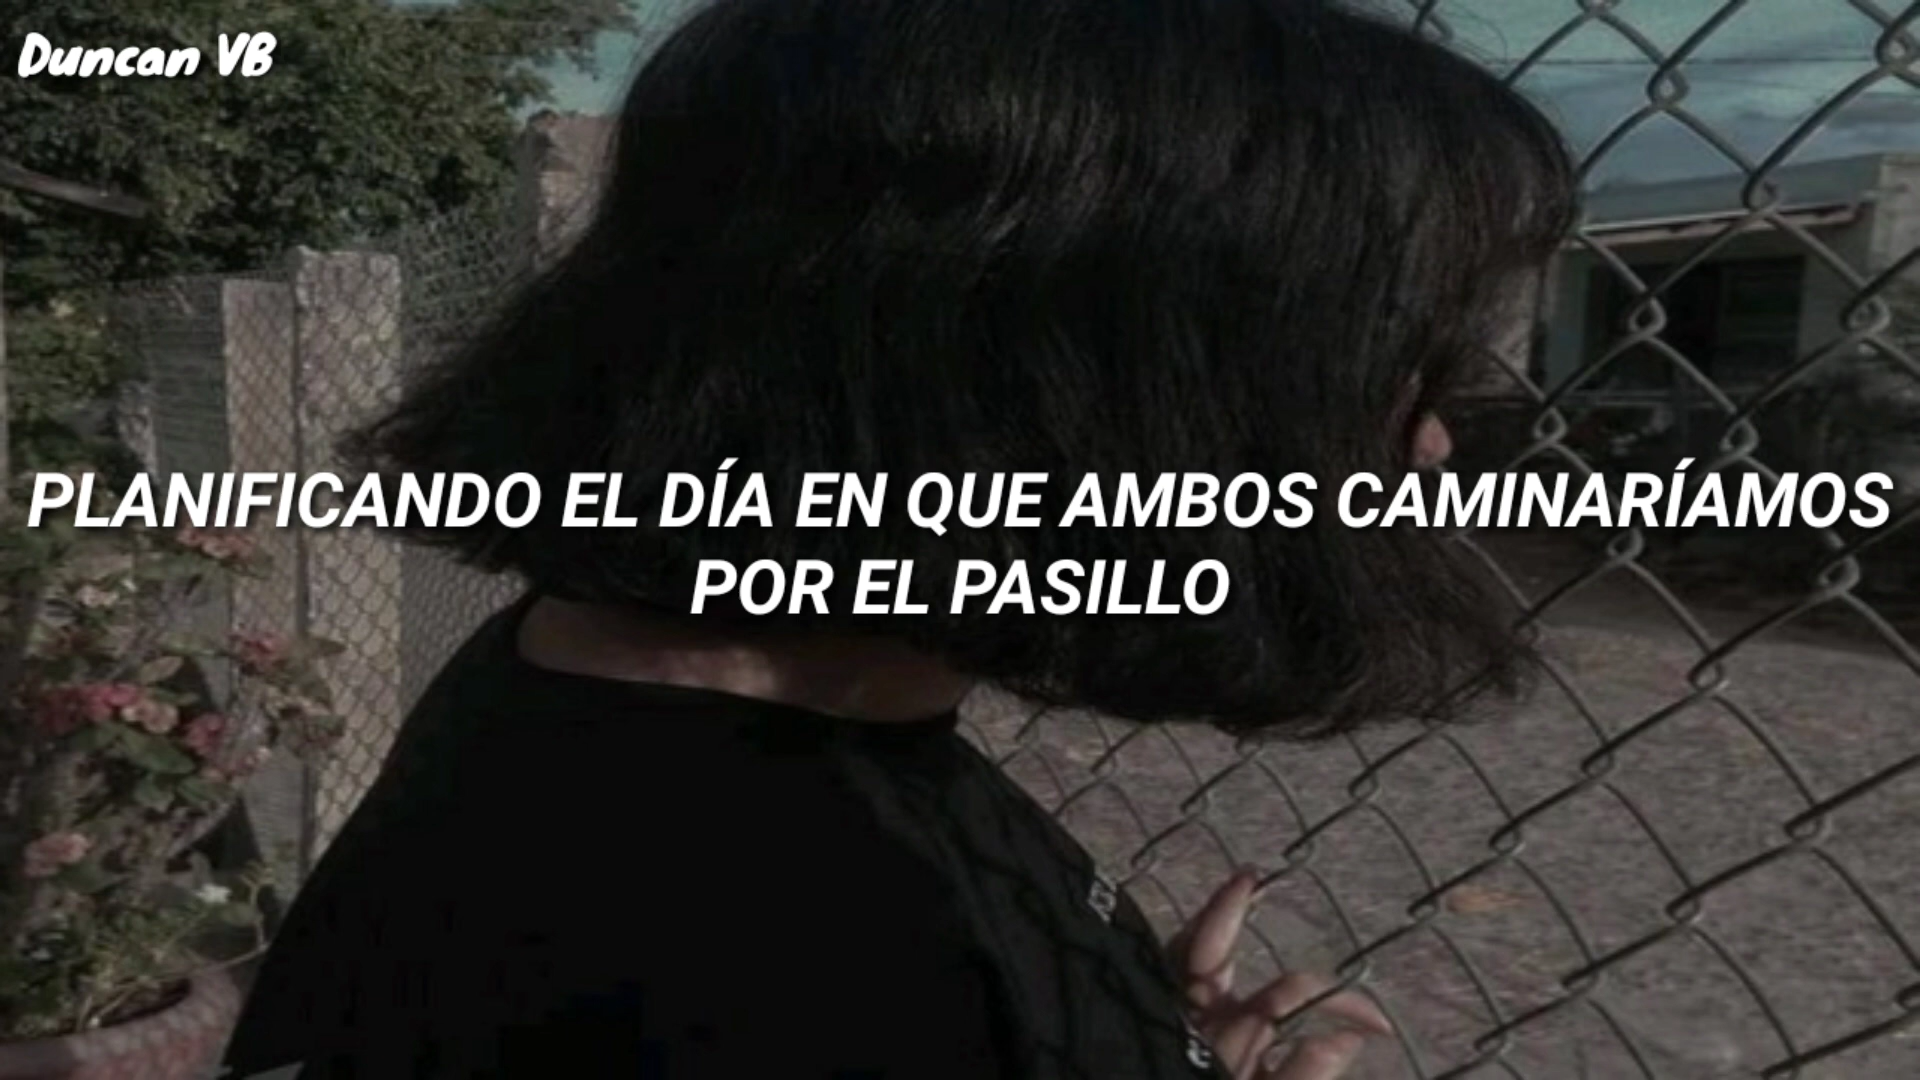 Duncan VB
PLANIFICANDO EL DÍA EN QUE AMBOS CAMINARÍAMOS
POR EL PASILLO